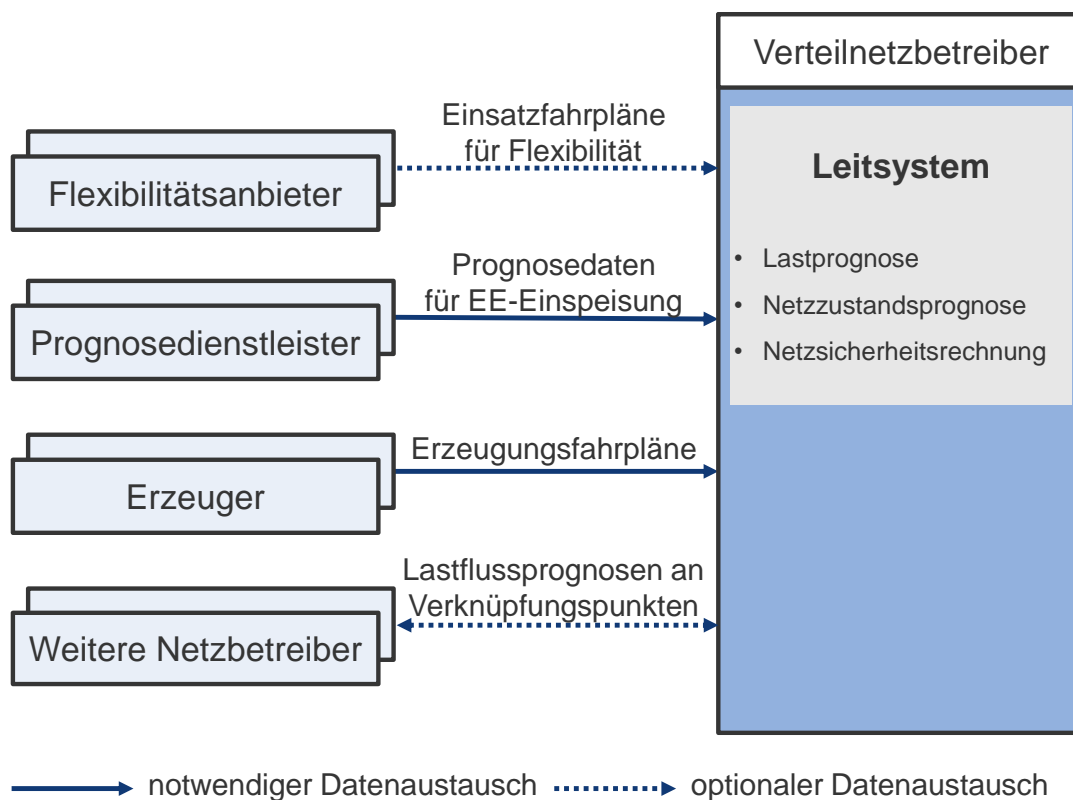 Verteilnetzbetreiber
Einsatzfahrpläne
für Flexibilität
Flexibilitätsanbieter
Leitsystem
Prognosedaten
für EE-Einspeisung
Prognosedienstleister
• Lastprognose
• Netzzustandsprognose
• Netzsicherheitsrechnung
Erzeugungsfahrpläne
Erzeuger
Lastflussprognosen an
Verknüpfungspunkten
Weitere Netzbetreiber
notwendiger Datenaustausch
optionaler Datenaustausch